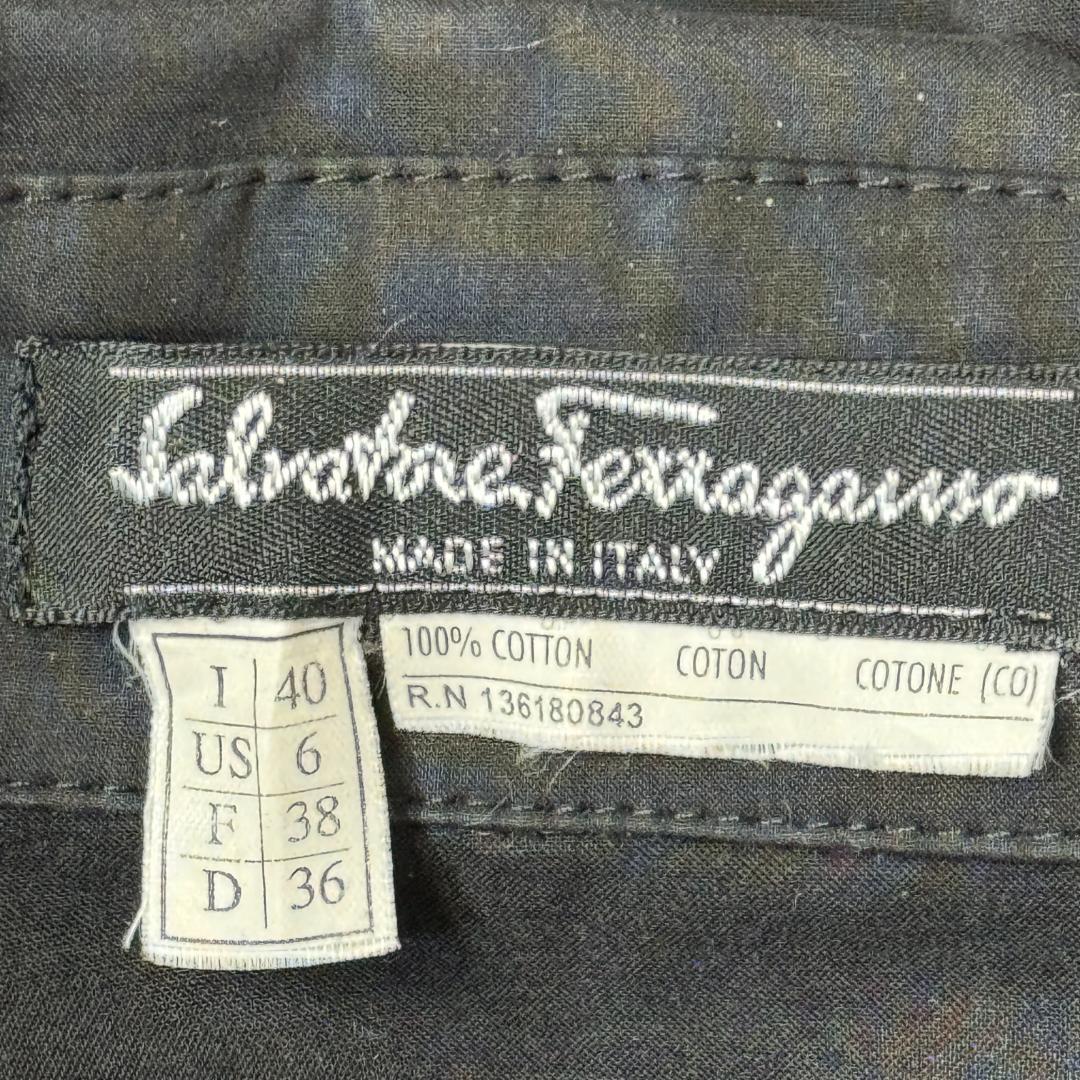 Salvatore Ferragamo
MADE IN ITALY
I 40
US 6
F 38
D 36
100% COTTON COTON COTONE (CO)
R.N 136180843